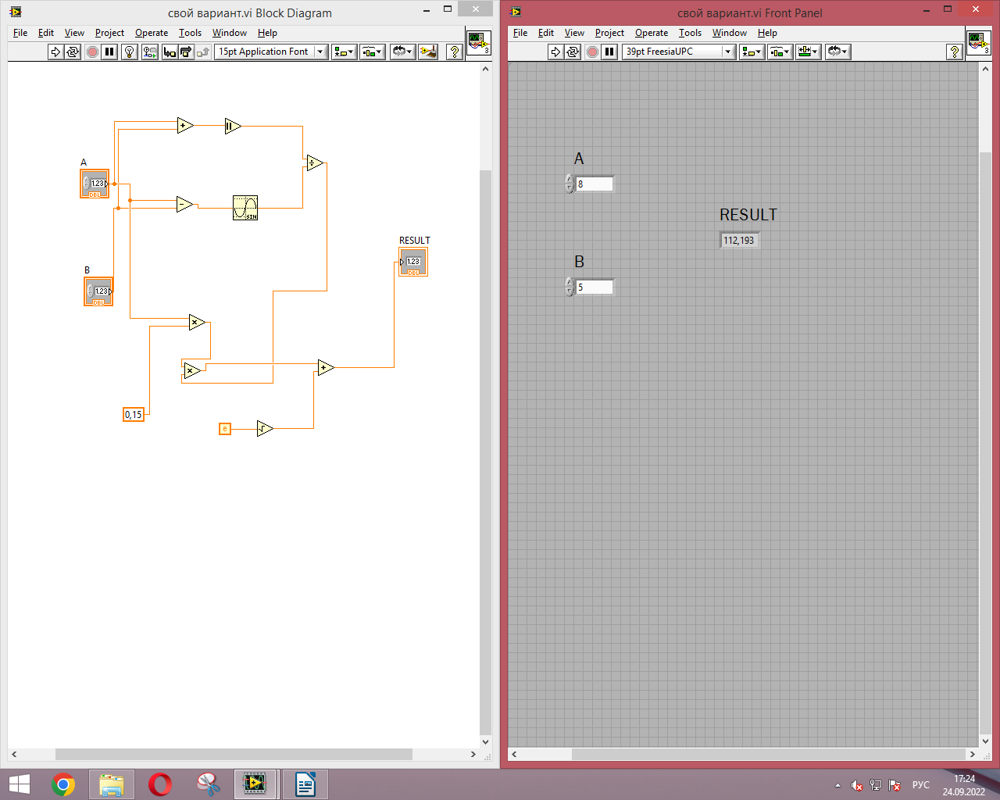 свой вариант.vi Block Diagram
File Edit View Project Operate Tools Window Help
15pt Application Font
3
A
1.23
DBL
B
1.23
DBL
SIN
RESULT
1.23
DBL
0,15
e
свой вариант.vi Front Panel
File Edit View Project Operate Tools Window Help
39pt FreesiaUPC
3
A
8
RESULT
112,193
B
5
РУС
17:24
24.09.2022